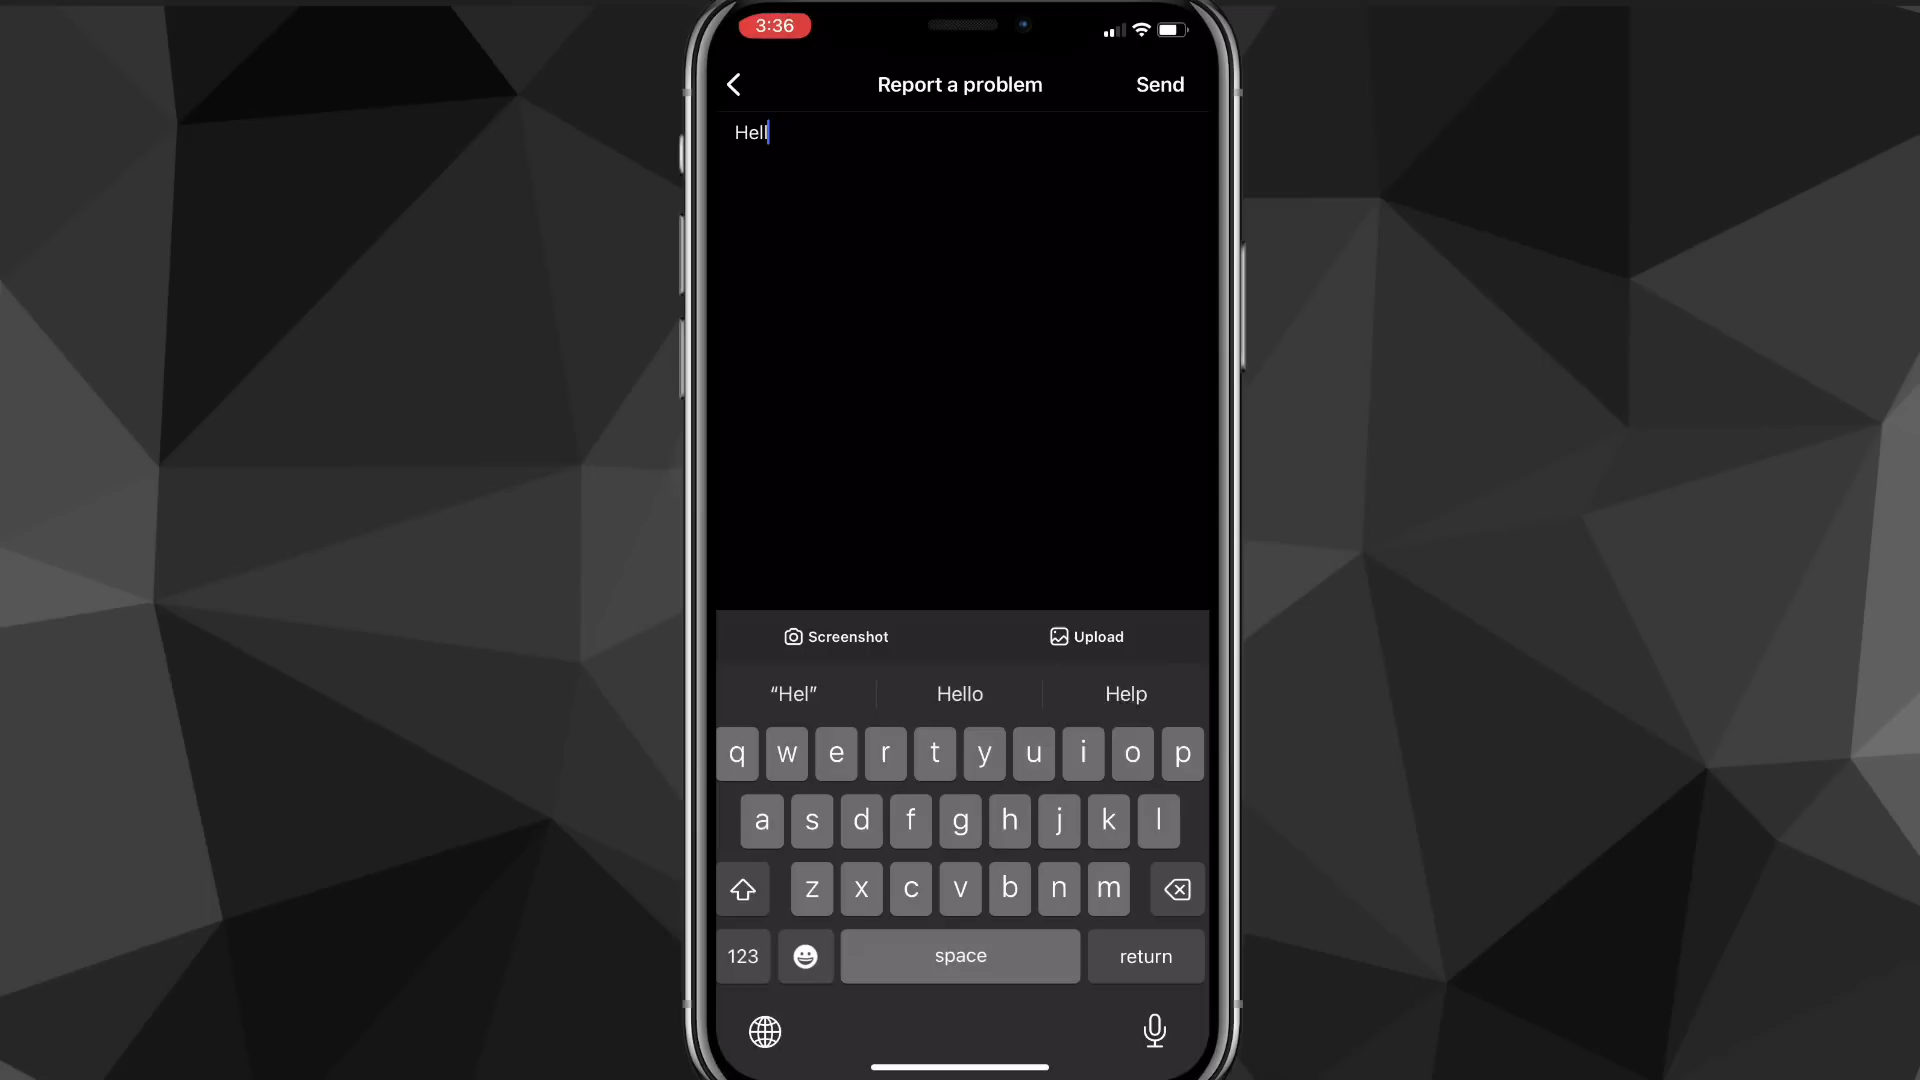 3:36
Report a problem Send
Hell
Screenshot Upload
“Hel” Hello Help
q w e r t y u i o p
a s d f g h j k l
z x c v b n m
123 space return